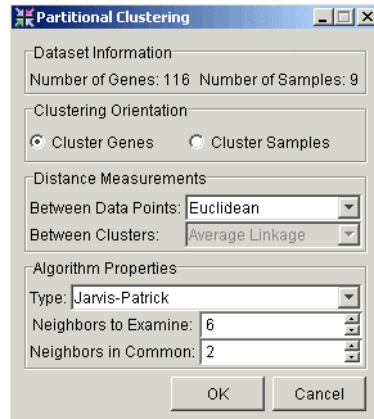 Partitional Clustering
Dataset Information
Number of Genes: 116 Number of Samples: 9
Clustering Orientation
Cluster Genes Cluster Samples
Distance Measurements
Between Data Points: Euclidean
Between Clusters: Average Linkage
Algorithm Properties
Type: Jarvis-Patrick
Neighbors to Examine: 6
Neighbors in Common: 2
OK Cancel